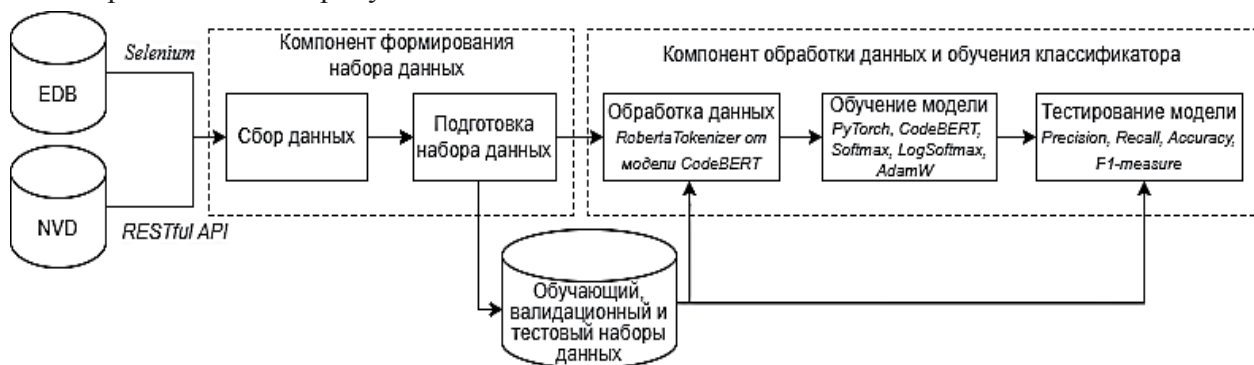 Selenium
EDB
NVD
RESTful API
Компонент формирования
набора данных
Сбор данных
Подготовка
набора данных
Компонент обработки данных и обучения классификатора
Обработка данных
RobertaTokenizer от
модели CodeBERT
Обучение модели
PyTorch, CodeBERT,
Softmax, LogSoftmax,
AdamW
Тестирование модели
Precision, Recall, Accuracy,
F1-measure
Обучающий,
валидационный и
тестовый наборы
данных